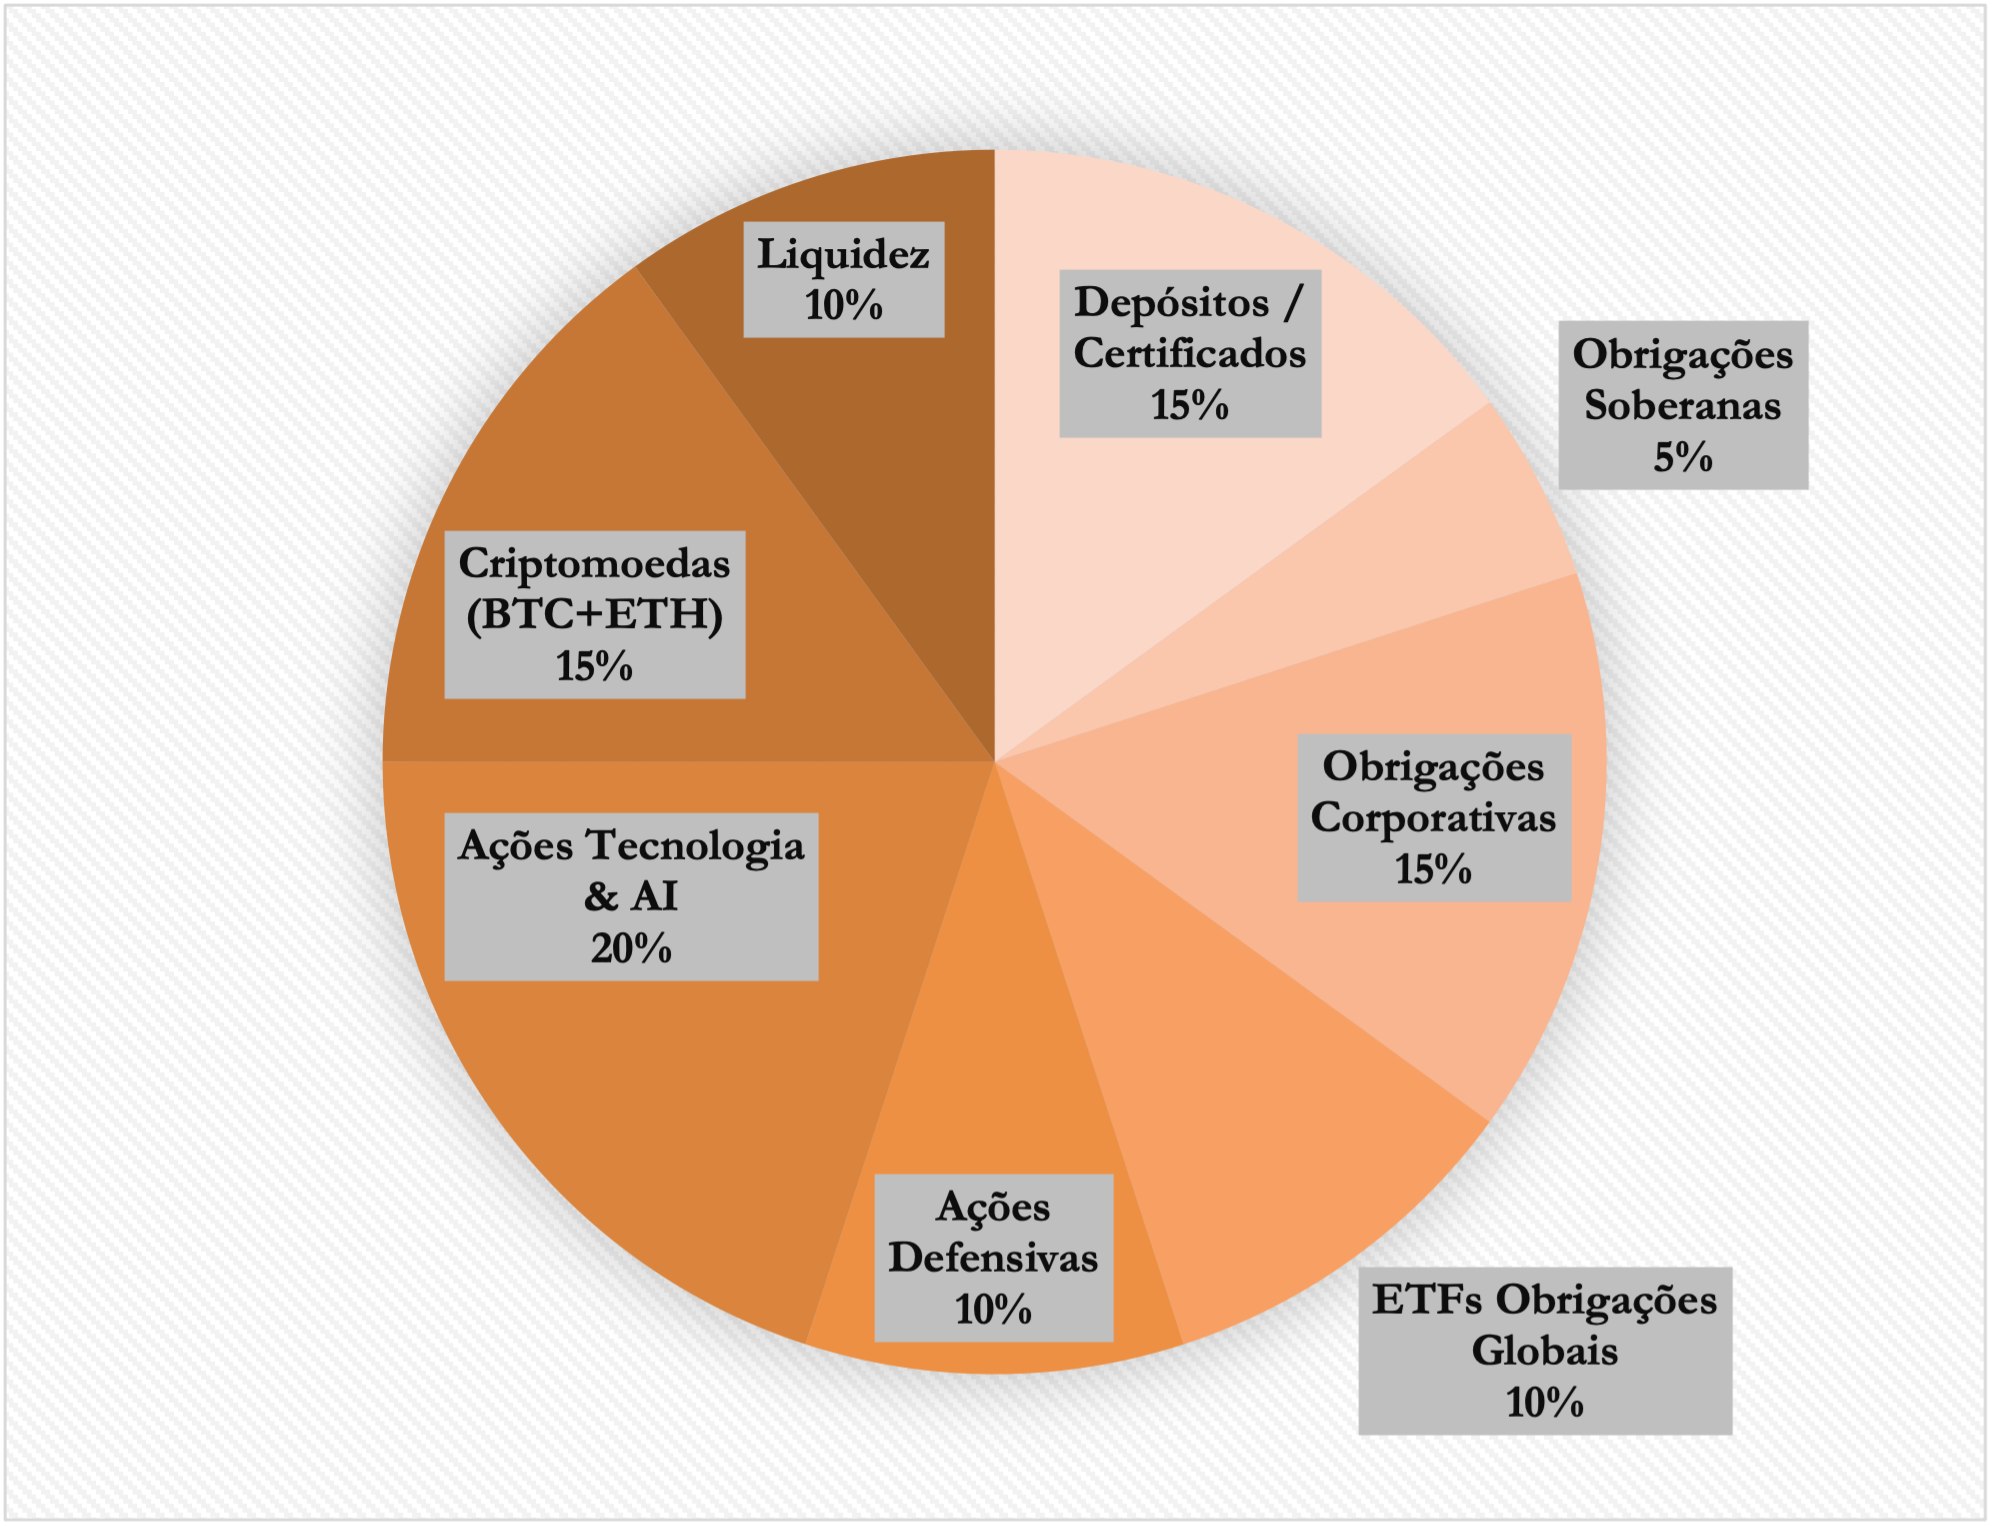 Liquidez
10%
Depósitos /
Certificados
15%
Obrigações
Soberanas
5%
Obrigações
Corporativas
15%
ETFs Obrigações
Globais
10%
Ações
Defensivas
10%
Ações Tecnologia
& AI
20%
Criptomoedas
(BTC+ETH)
15%